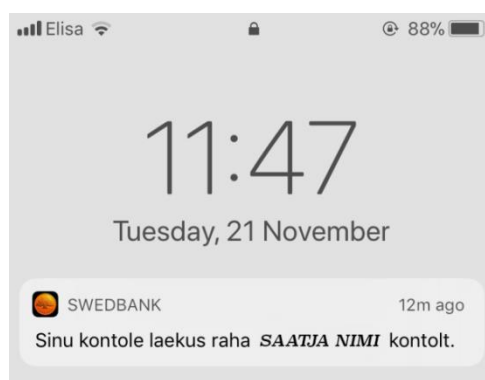 Elisa 88%
11:47
Tuesday, 21 November
SWEDBANK 12m ago
Sinu kontole laekus raha SAATJA NIMI kontolt.